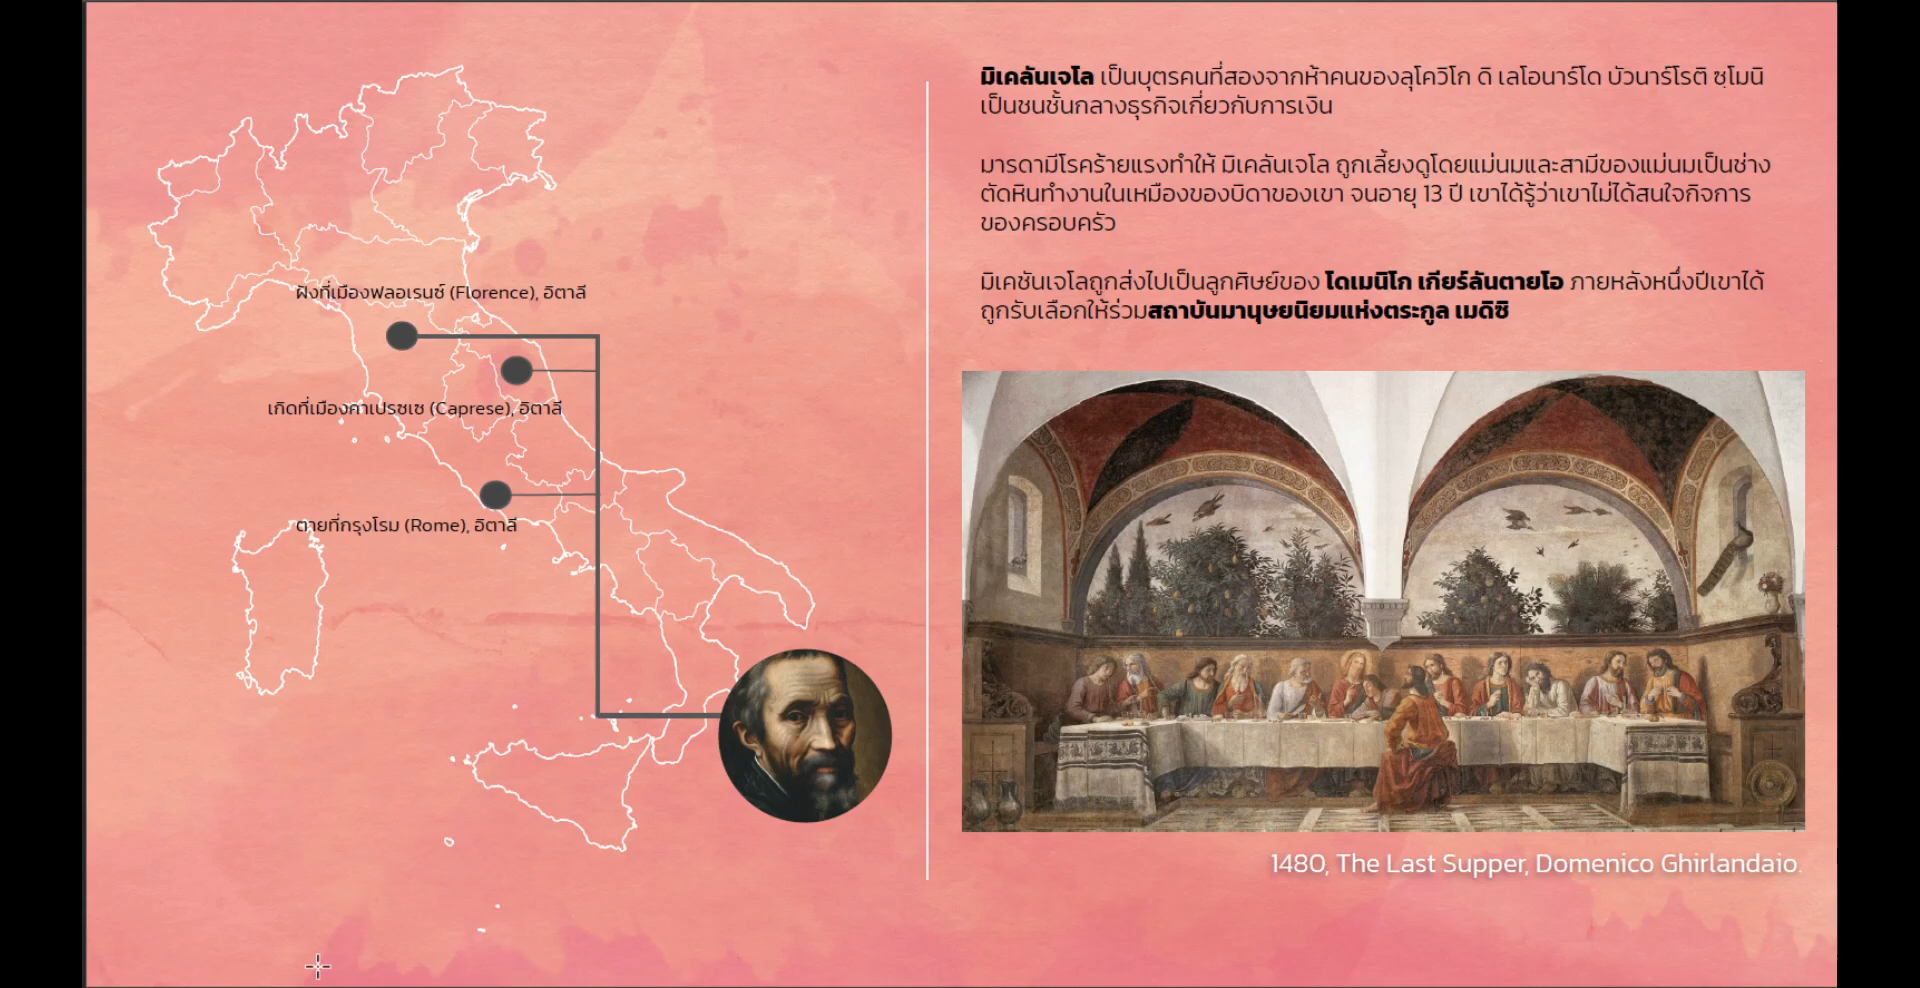 ฝังที่เมืองฟลอเรนซ์ (Florence), อิตาลี
เกิดที่เมืองคาเปรซเซ (Caprese), อิตาลี
ตายที่กรุงโรม (Rome), อิตาลี
มิเคลันเจโล เป็นบุตรคนที่สองจากห้าคนของลุโควิโก ดิ เลโอนาร์โด บัวนาร์โรติ ซฺโมนิ
เป็นชนชั้นกลางธุรกิจเกี่ยวกับการเงิน
มารดามีโรคร้ายแรงทำให้ มิเคลันเจโล ถูกเลี้ยงดูโดยแม่นมและสามีของแม่นมเป็นช่าง
ตัดหินทำงานในเหมืองของบิดาของเขา จนอายุ 13 ปี เขาได้รู้ว่าเขาไม่ได้สนใจกิจการ
ของครอบครัว
มิเคชันเจโลถูกส่งไปเป็นลูกศิษย์ของ โดเมนิโก เกียร์ลันตายโอ ภายหลังหนึ่งปีเขาได้
ถูกรับเลือกให้ร่วมสถาบันมานุษยนิยมแห่งตระกูล เมดิซิ
1480, The Last Supper, Domenico Ghirlandaio.